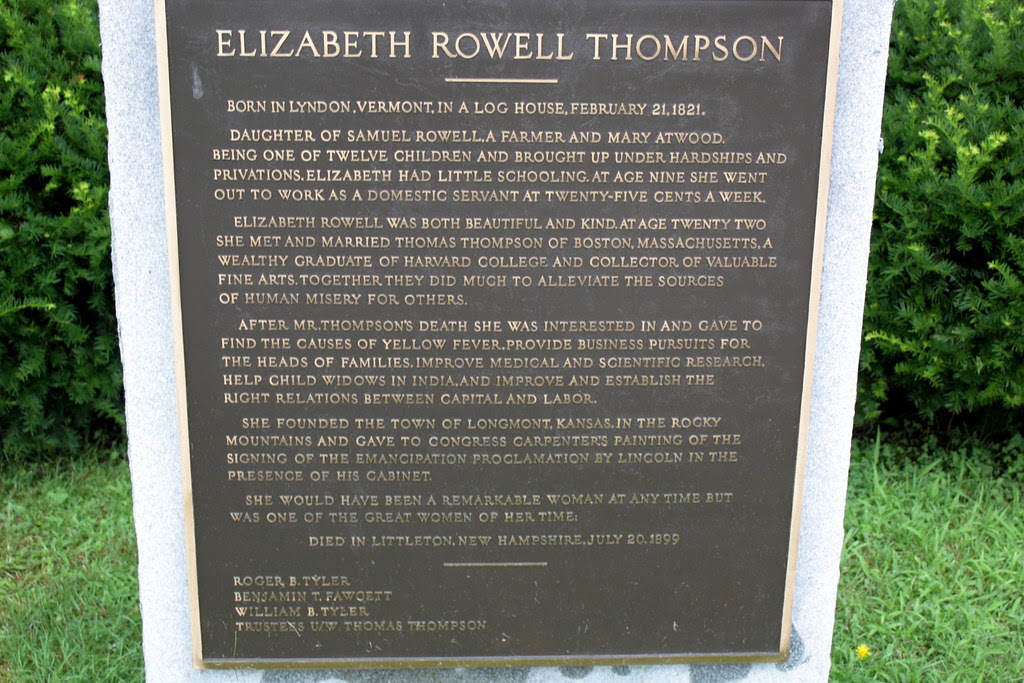 ELIZABETH ROWELL THOMPSON
BORN IN LYNDON, VERMONT, IN A LOG HOUSE, FEBRUARY 21, 1821.
DAUGHTER OF SAMUEL ROWELL, A FARMER AND MARY ATWOOD.
BEING ONE OF TWELVE CHILDREN AND BROUGHT UP UNDER HARDSHIPS AND
PRIVATIONS, ELIZABETH HAD LITTLE SCHOOLING. AT AGE NINE SHE WENT
OUT TO WORK AS A DOMESTIC SERVANT AT TWENTY-FIVE CENTS A WEEK.
ELIZABETH ROWELL WAS BOTH BEAUTIFUL AND KIND. AT AGE TWENTY TWO
SHE MET AND MARRIED THOMAS THOMPSON OF BOSTON, MASSACHUSETTS, A
WEALTHY GRADUATE OF HARVARD COLLEGE AND COLLECTOR OF VALUABLE
FINE ARTS. TOGETHER THEY DID MUCH TO ALLEVIATE THE SOURCES
OF HUMAN MISERY FOR OTHERS.
AFTER MR. THOMPSON'S DEATH SHE WAS INTERESTED IN AND GAVE TO
FIND THE CAUSES OF YELLOW FEVER, PROVIDE BUSINESS PURSUITS FOR
THE HEADS OF FAMILIES, IMPROVE MEDICAL AND SCIENTIFIC RESEARCH,
HELP CHILD WIDOWS IN INDIA, AND IMPROVE AND ESTABLISH THE
RIGHT RELATIONS BETWEEN CAPITAL AND LABOR.
SHE FOUNDED THE TOWN OF LONGMONT, KANSAS, IN THE ROCKY
MOUNTAINS AND GAVE TO CONGRESS CARPENTER'S PAINTING OF THE
SIGNING OF THE EMANCIPATION PROCLAMATION BY LINCOLN IN THE
PRESENCE OF HIS CABINET.
SHE WOULD HAVE BEEN A REMARKABLE WOMAN AT ANY TIME BUT
WAS ONE OF THE GREAT WOMEN OF HER TIME:
DIED IN LITTLETON, NEW HAMPSHIRE, JULY 20, 1899
ROGER B. TYLER
BENJAMIN T. FAWCETT
WILLIAM B. TYLER
TRUSTEES U/W THOMAS THOMPSON